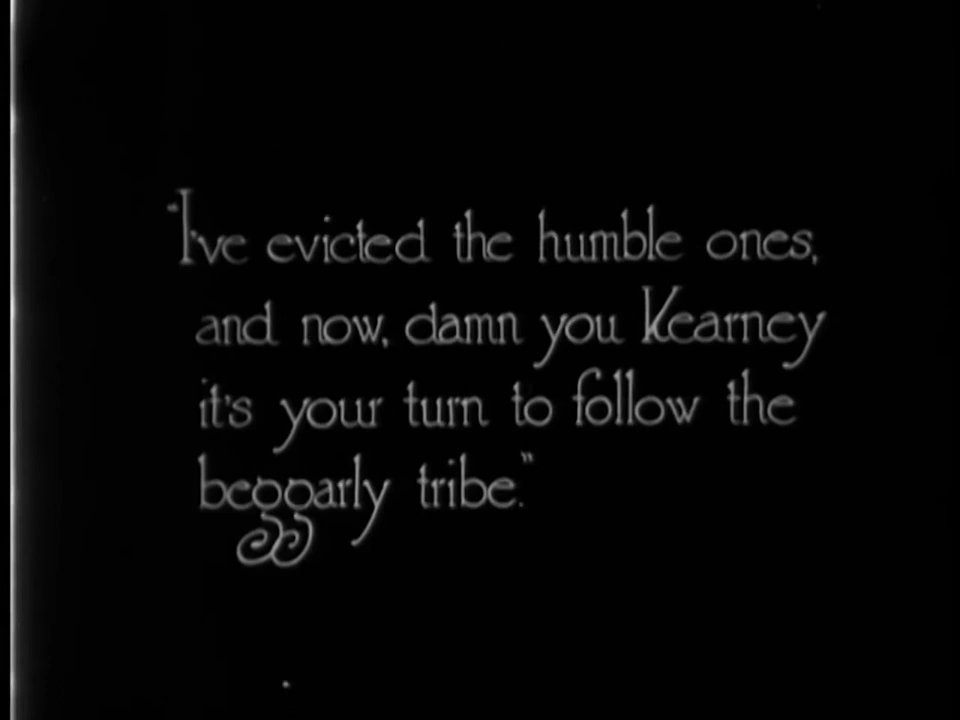 "I've evicted the humble ones,
and now, damn you Kearney
it's your turn to follow the
beggarly tribe."